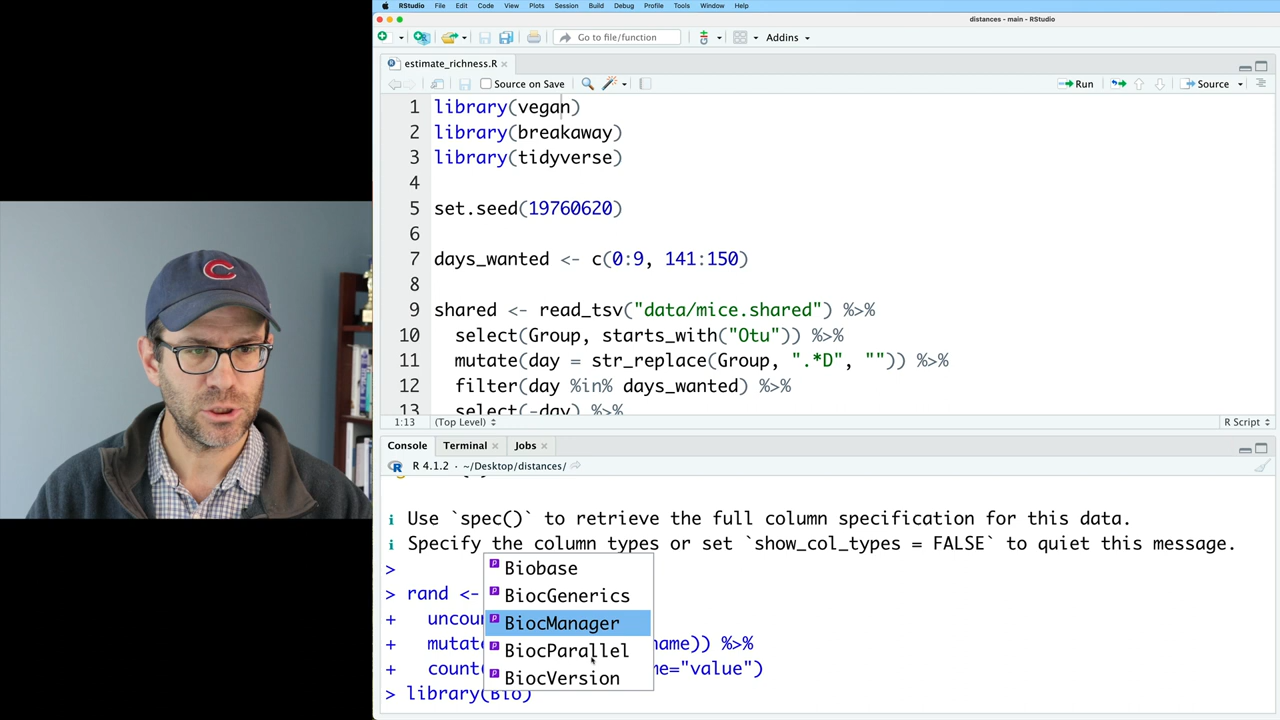 RStudio File Edit Code View Plots Session Build Debug Profile Tools Window Help
distances - main - RStudio
Go to file/function
Addins
estimate_richness.R
Source on Save
Run
Source
1 library(vegan)
2 library(breakaway)
3 library(tidyverse)
4
5 set.seed(19760620)
6
7 days_wanted <- c(0:9, 141:150)
8
9 shared <- read_tsv("data/mice.shared") %>%
10 select(Group, starts_with("Otu")) %>%
11 mutate(day = str_replace(Group, ".*D", "")) %>%
12 filter(day %in% days_wanted) %>%
13 select(-day) %>%
1:13 (Top Level) R Script
Console Terminal Jobs
R 4.1.2 · ~/Desktop/distances/
i Use `spec()` to retrieve the full column specification for this data.
i Specify the column types or set `show_col_types = FALSE` to quiet this message.
>
> rand <-
+ uncou
+ mutate ame)) %>%
+ count( me="value")
> library(Bio)
Biobase
BiocGenerics
BiocManager
BiocParallel
BiocVersion